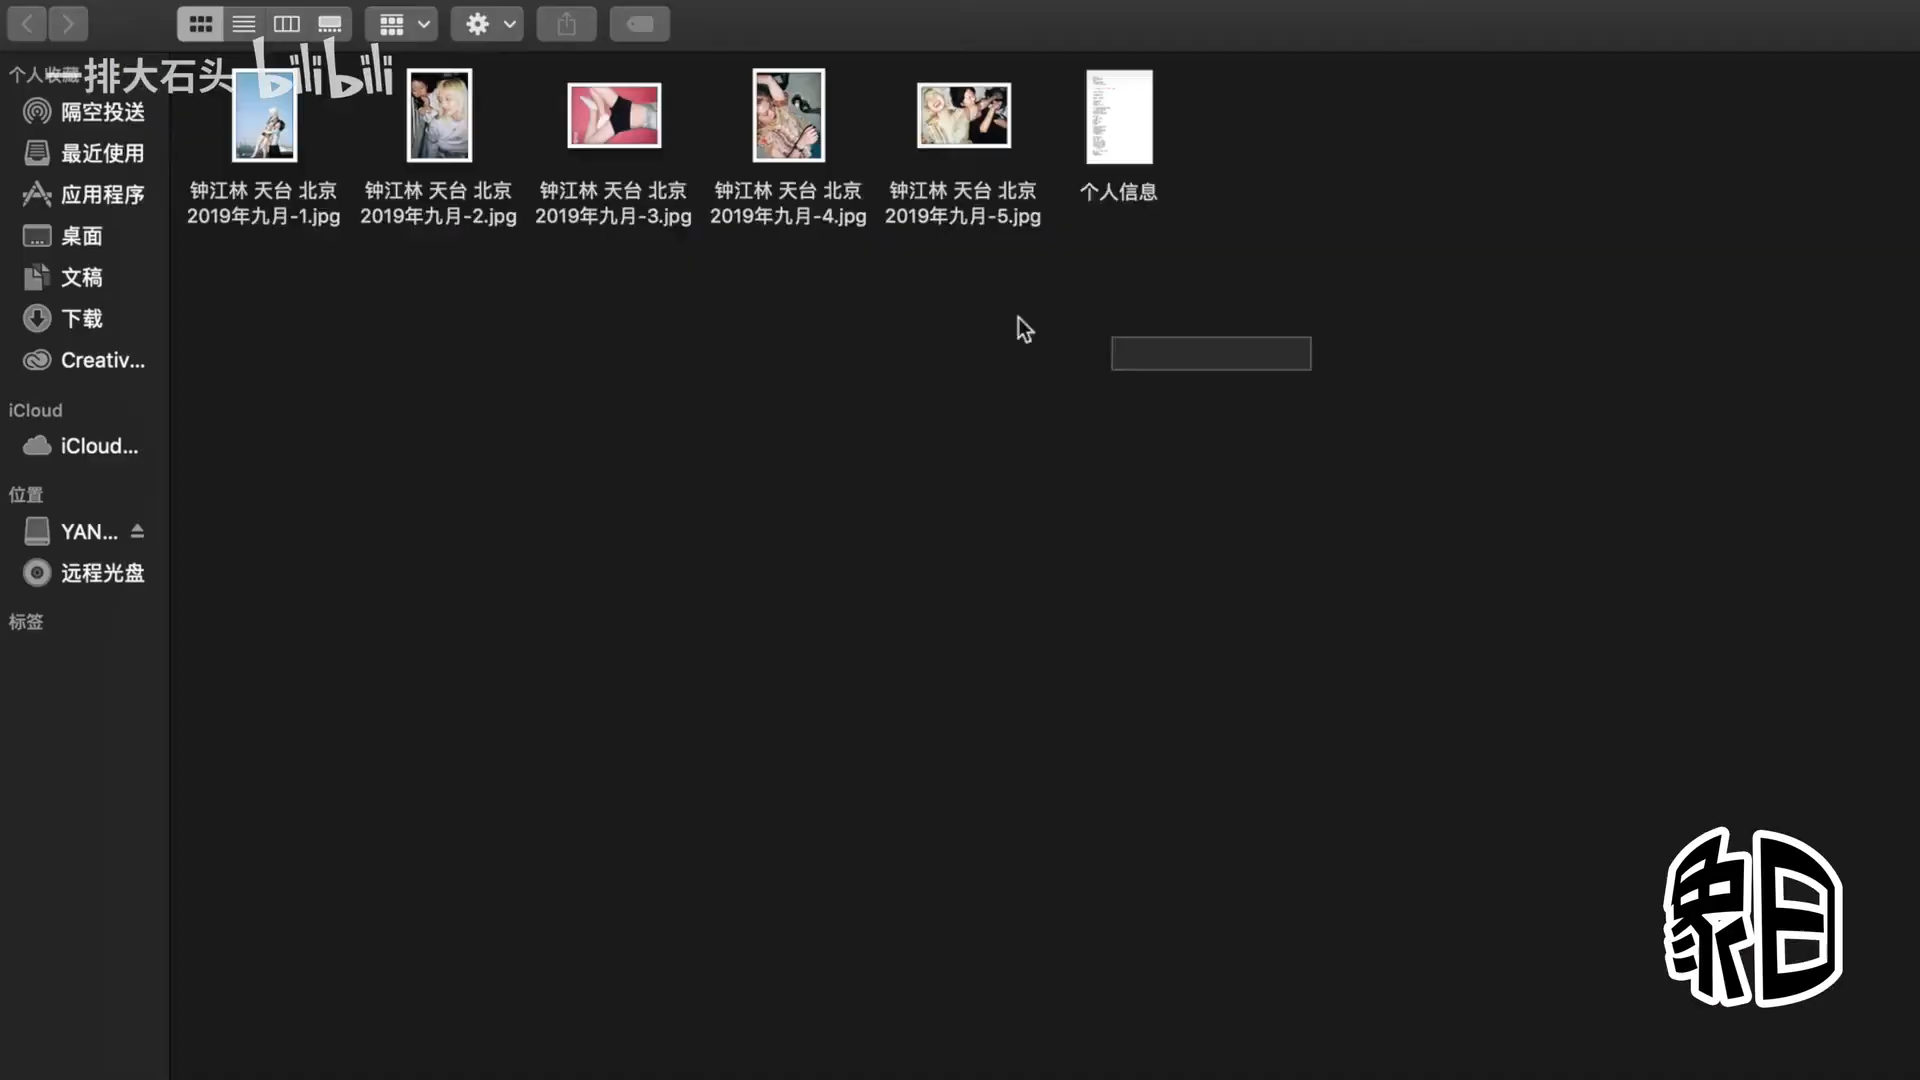 一排大石头 bilibili
个人收藏
隔空投送
最近使用
应用程序
桌面
文稿
下载
Creativ...
iCloud
iCloud...
位置
YAN...
远程光盘
标签
钟江林 天台 北京
2019年九月-1.jpg
钟江林 天台 北京
2019年九月-2.jpg
钟江林 天台 北京
2019年九月-3.jpg
钟江林 天台 北京
2019年九月-4.jpg
钟江林 天台 北京
2019年九月-5.jpg
个人信息